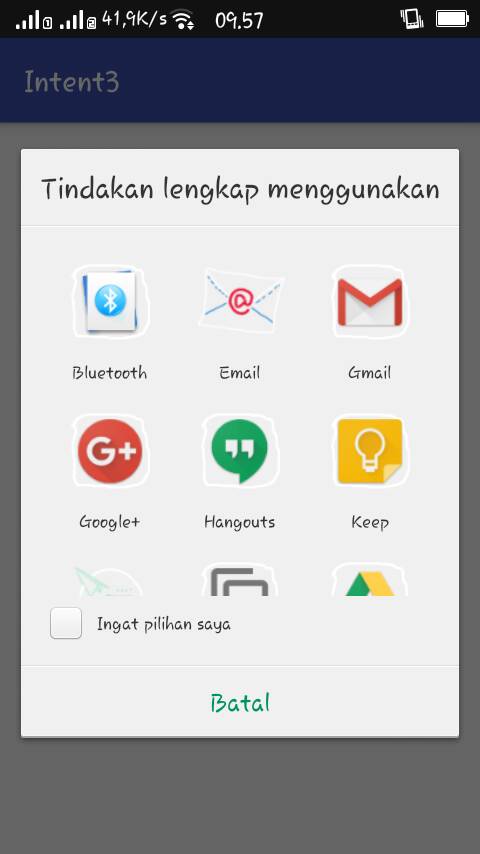 41,9K/s 09.57
Intent3
Tindakan lengkap menggunakan
Bluetooth Email Gmail
G+
Google+ Hangouts Keep
Ingat pilihan saya
Batal